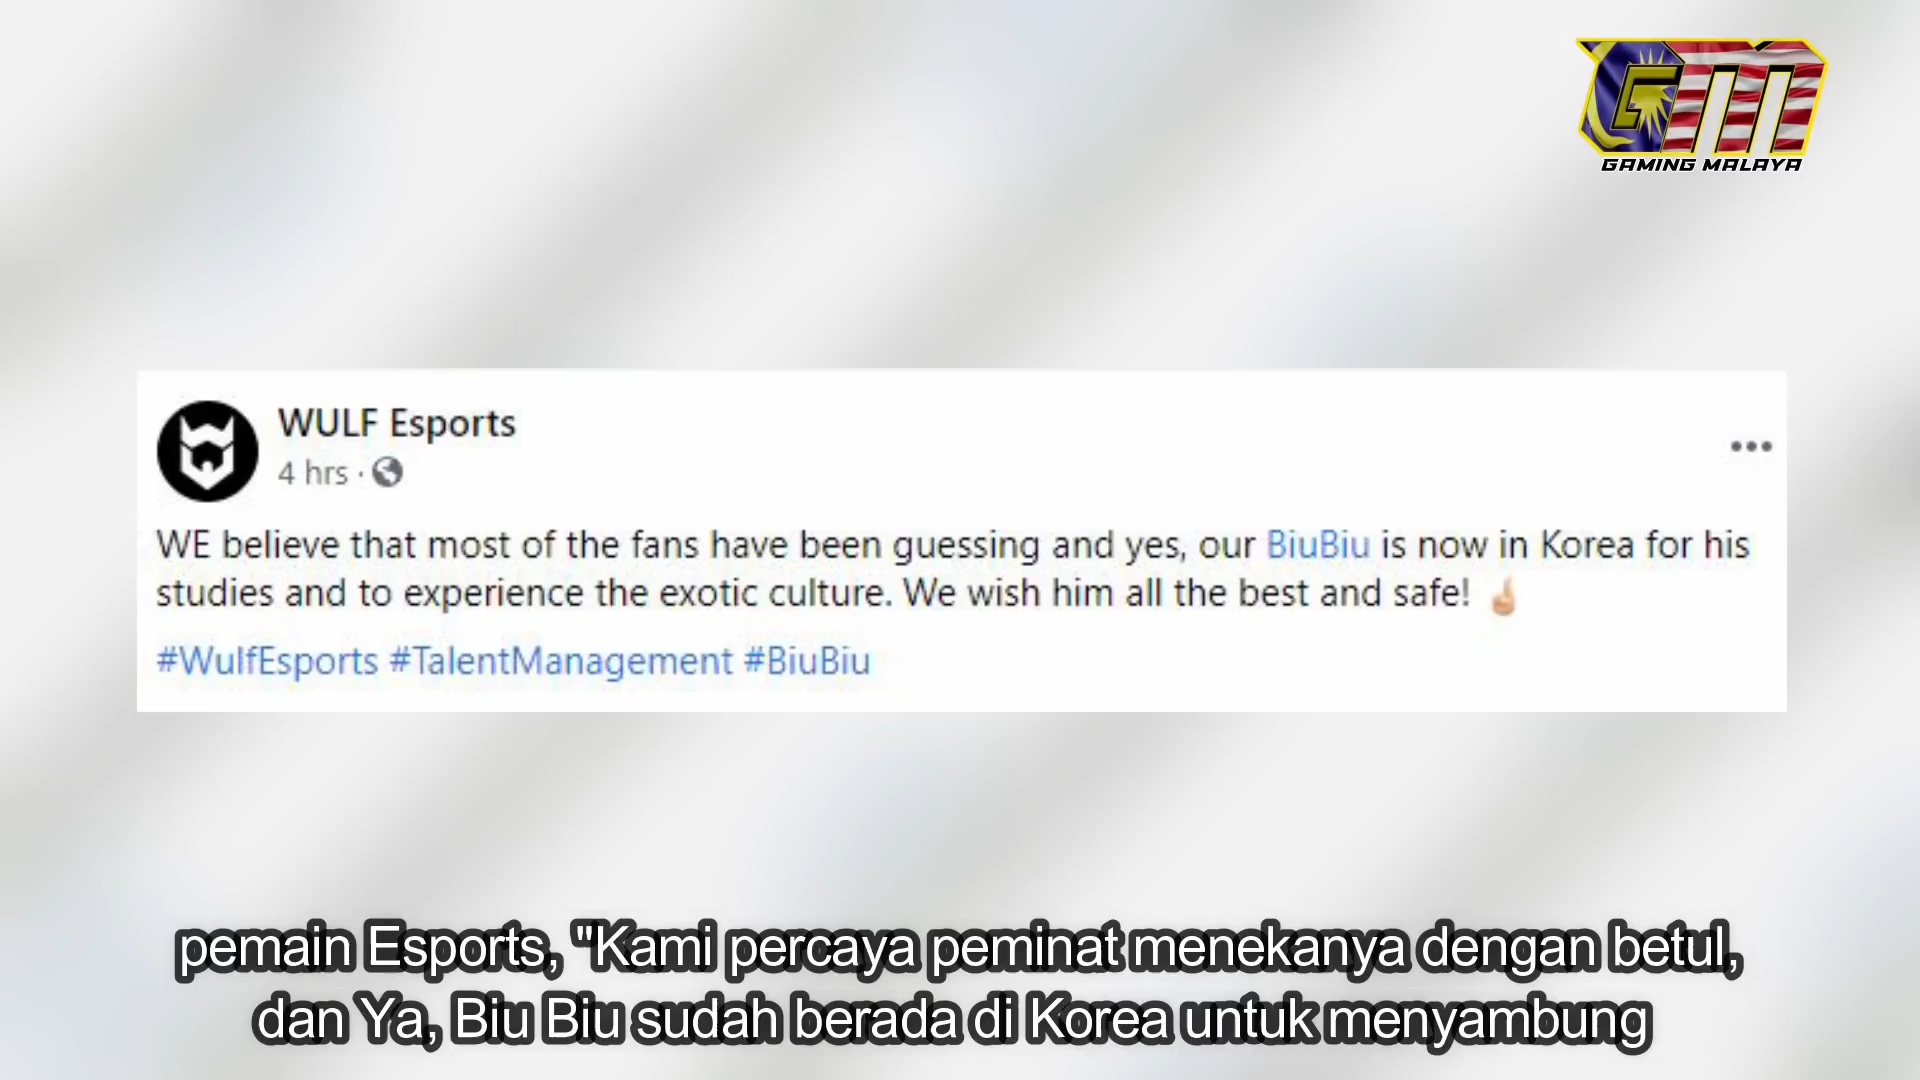 GM
GAMING MALAYA
WULF Esports
4 hrs ·
WE believe that most of the fans have been guessing and yes, our BiuBiu is now in Korea for his
studies and to experience the exotic culture. We wish him all the best and safe! ☝🏻
#WulfEsports #TalentManagement #BiuBiu
pemain Esports, "Kami percaya peminat menekanya dengan betul,
dan Ya, Biu Biu sudah berada di Korea untuk menyambung